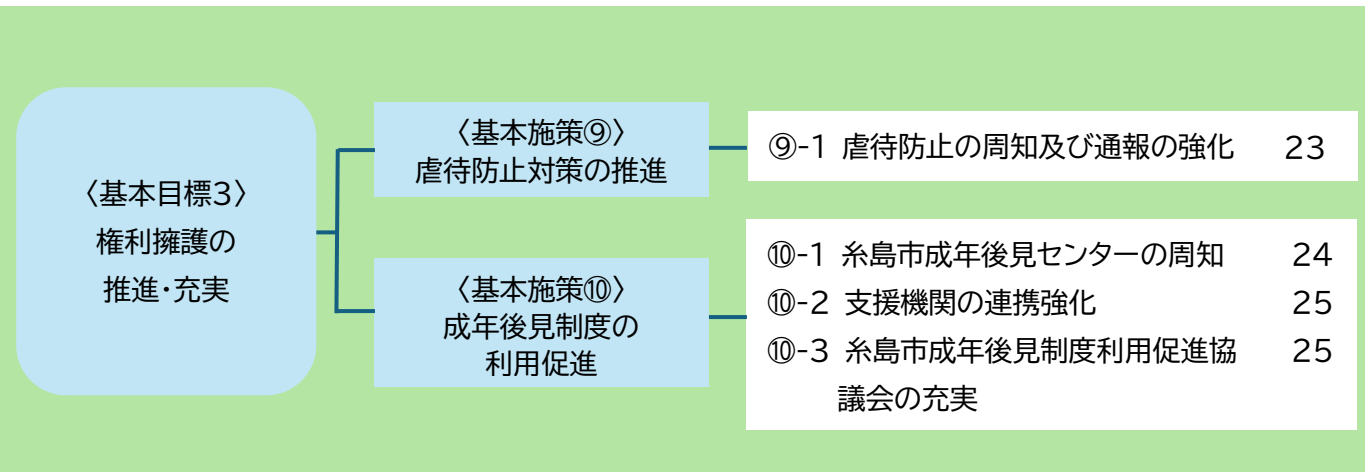 〈基本目標3〉
権利擁護の
推進・充実
〈基本施策⑨〉
虐待防止対策の推進
⑨-1 虐待防止の周知及び通報の強化 23
〈基本施策⑩〉
成年後見制度の
利用促進
⑩-1 糸島市成年後見センターの周知 24
⑩-2 支援機関の連携強化 25
⑩-3 糸島市成年後見制度利用促進協 25
議会の充実